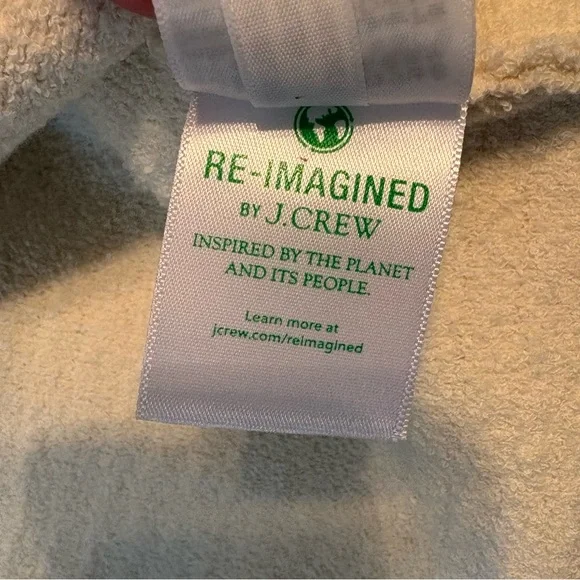 RE-IMAGINED
BY J.CREW
INSPIRED BY THE PLANET
AND ITS PEOPLE.
Learn more at
jcrew.com/reimagined